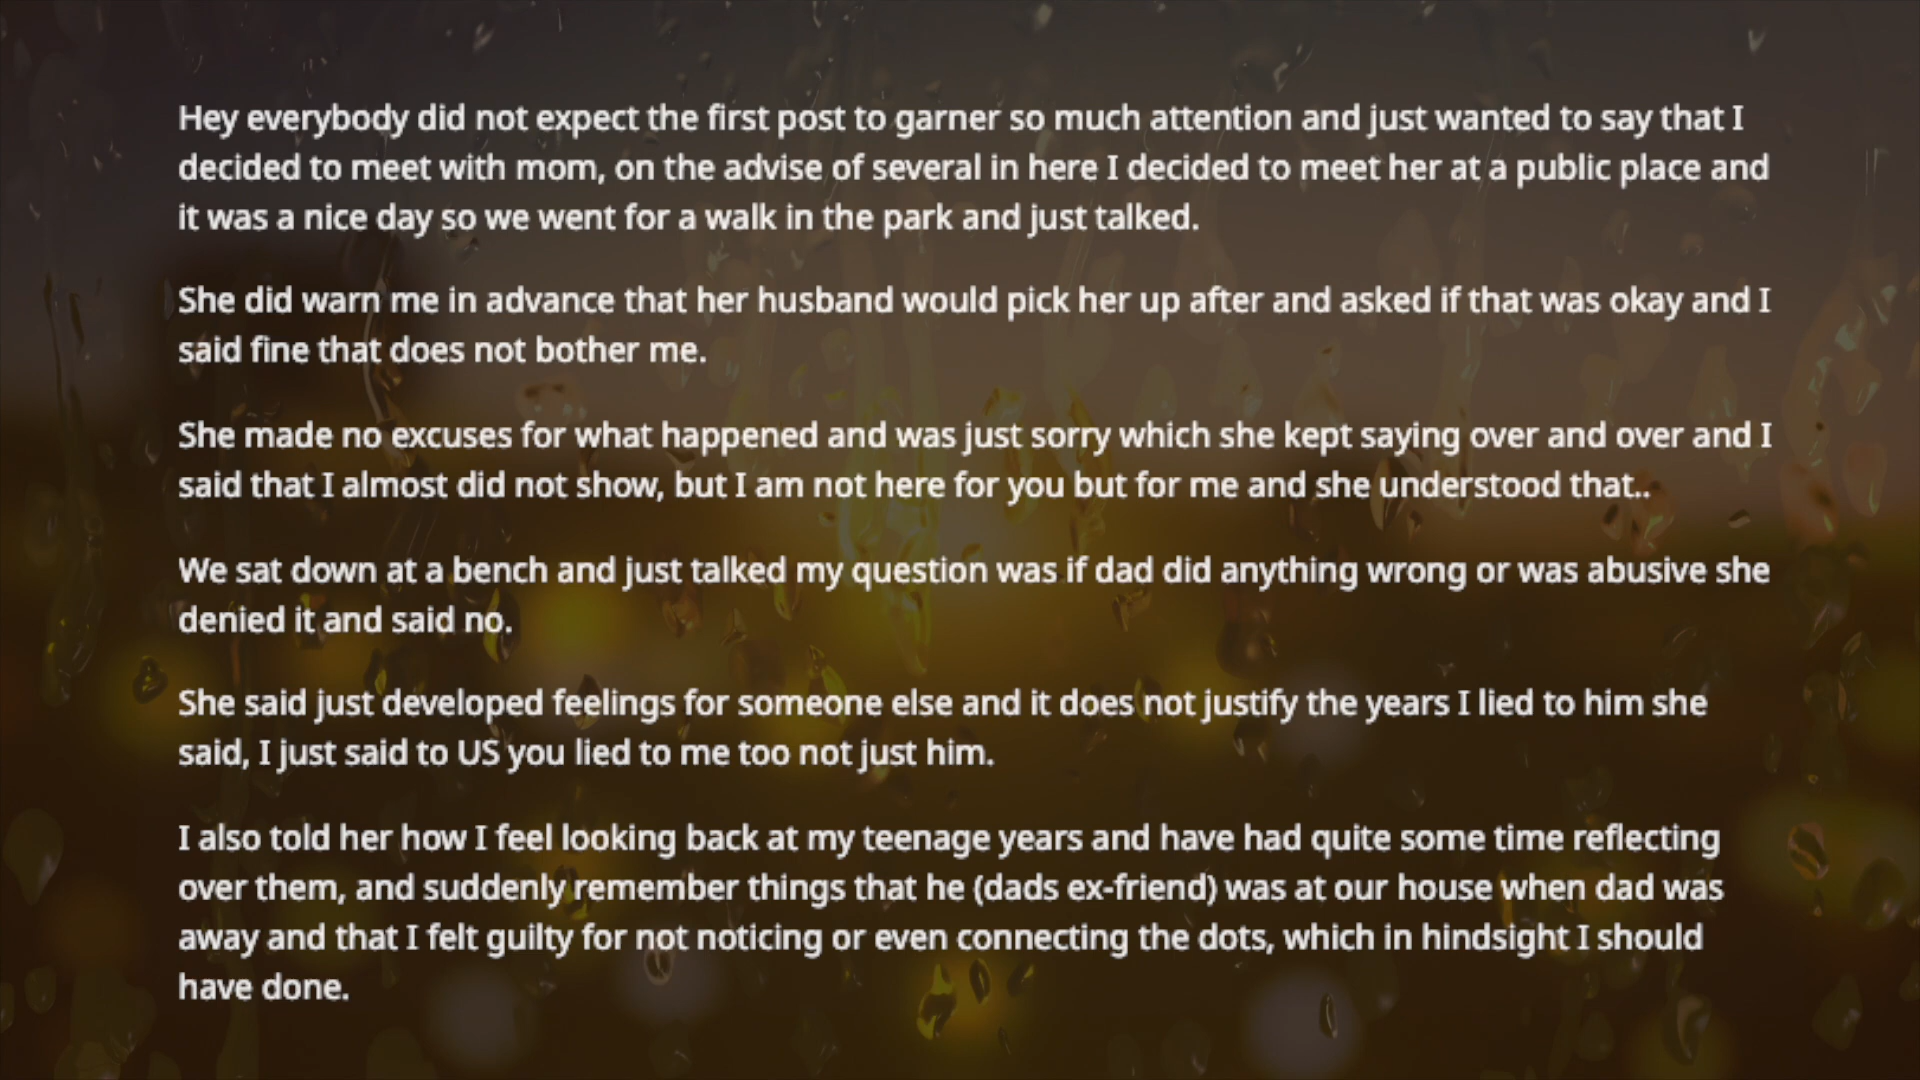 Hey everybody did not expect the first post to garner so much attention and just wanted to say that I
decided to meet with mom, on the advise of several in here I decided to meet her at a public place and
it was a nice day so we went for a walk in the park and just talked.
She did warn me in advance that her husband would pick her up after and asked if that was okay and I
said fine that does not bother me.
She made no excuses for what happened and was just sorry which she kept saying over and over and I
said that I almost did not show, but I am not here for you but for me and she understood that..
We sat down at a bench and just talked my question was if dad did anything wrong or was abusive she
denied it and said no.
She said just developed feelings for someone else and it does not justify the years I lied to him she
said, I just said to US you lied to me too not just him.
I also told her how I feel looking back at my teenage years and have had quite some time reflecting
over them, and suddenly remember things that he (dads ex-friend) was at our house when dad was
away and that I felt guilty for not noticing or even connecting the dots, which in hindsight I should
have done.